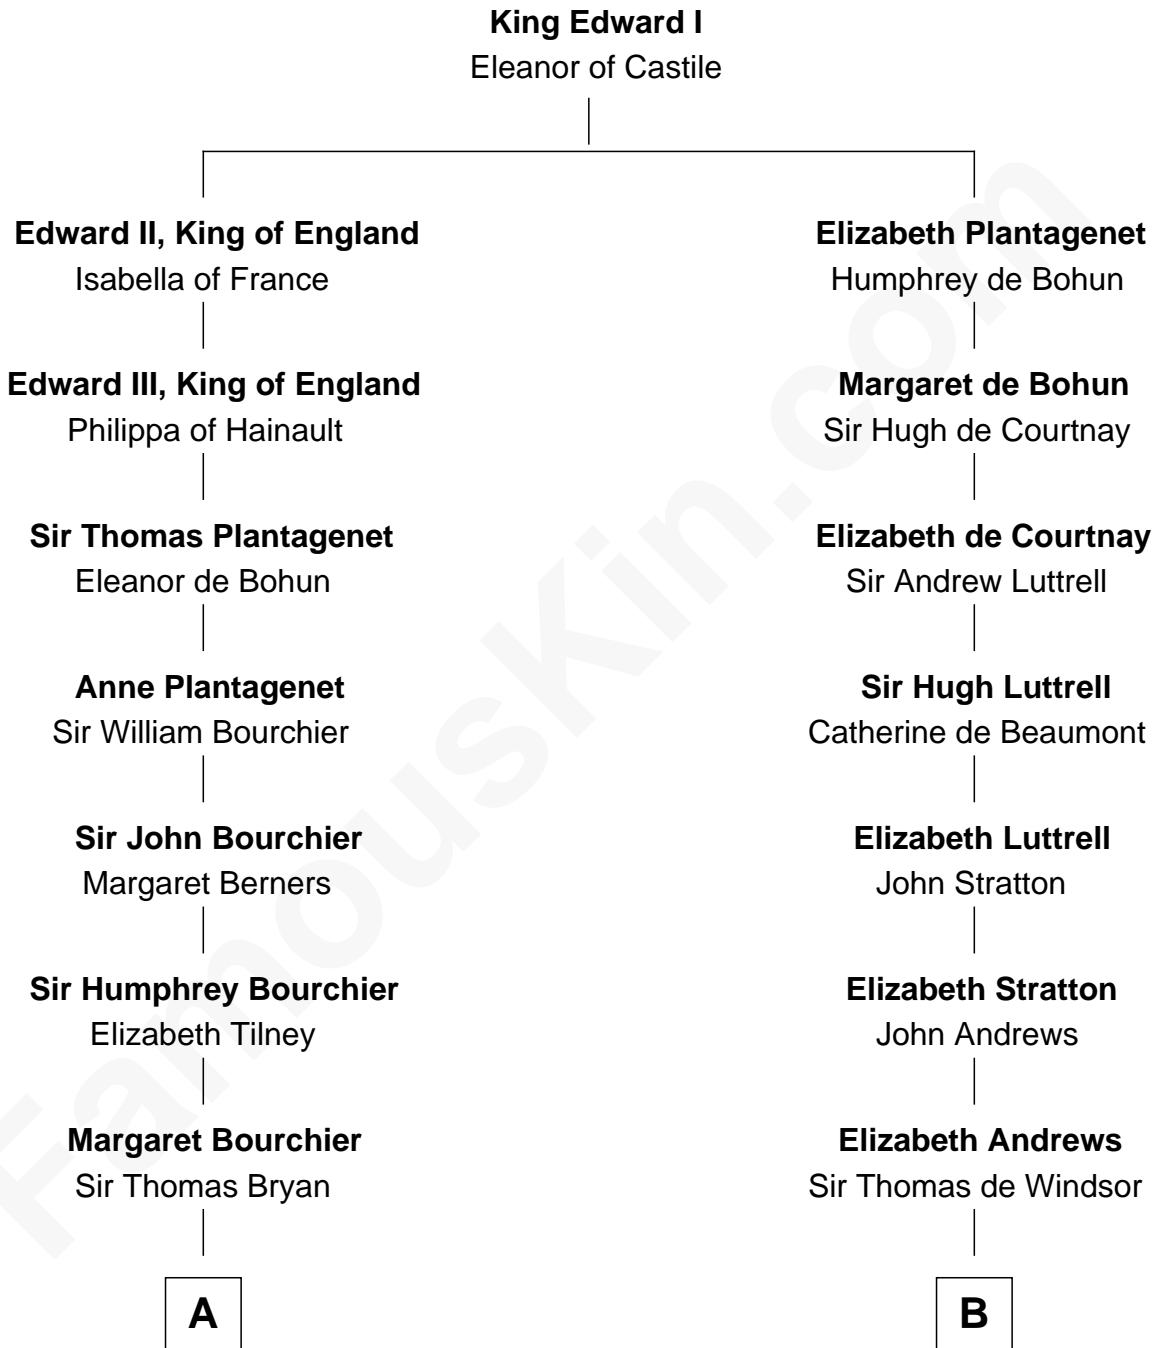 King Edward I
Eleanor of Castile
Edward II, King of England
Isabella of France
Elizabeth Plantagenet
Humphrey de Bohun
Edward III, King of England
Philippa of Hainault
Margaret de Bohun
Sir Hugh de Courtnay
Sir Thomas Plantagenet
Eleanor de Bohun
Elizabeth de Courtnay
Sir Andrew Luttrell
Anne Plantagenet
Sir William Bourchier
Sir Hugh Luttrell
Catherine de Beaumont
Sir John Bourchier
Margaret Berners
Elizabeth Luttrell
John Stratton
Sir Humphrey Bourchier
Elizabeth Tilney
Elizabeth Stratton
John Andrews
Margaret Bourchier
Sir Thomas Bryan
Elizabeth Andrews
Sir Thomas de Windsor
A
B
FamousKin.com